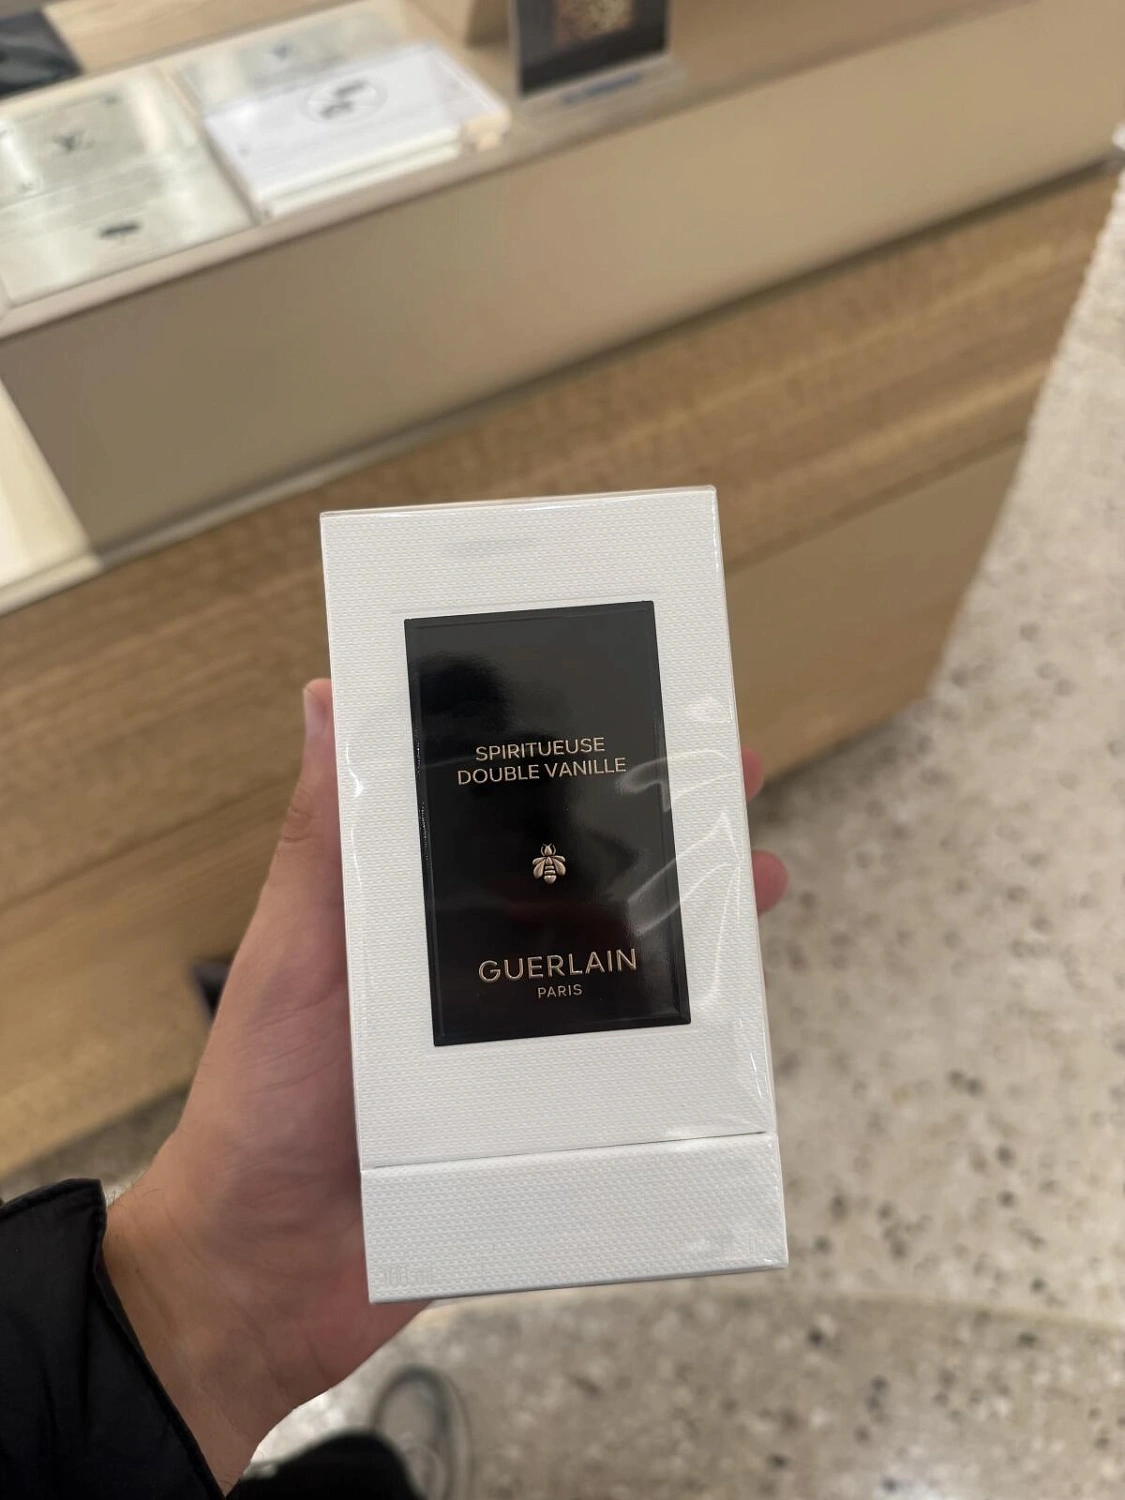 SPIRITUEUSE
DOUBLE VANILLE
GUERLAIN
PARIS